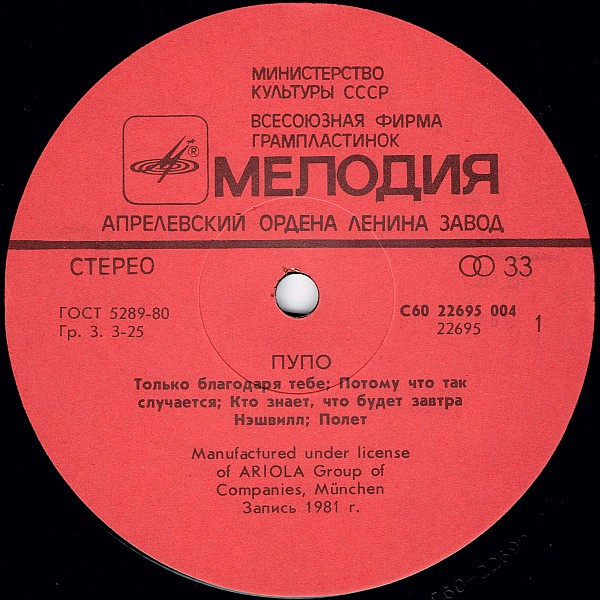 МИНИСТЕРСТВО
КУЛЬТУРЫ СССР
ВСЕСОЮЗНАЯ ФИРМА
ГРАМПЛАСТИНОК
®
МЕЛОДИЯ
АПРЕЛЕВСКИЙ ОРДЕНА ЛЕНИНА ЗАВОД
СТЕРЕО
33
ГОСТ 5289-80
Гр. 3. 3-25
С60 22695 004
22695
1
ПУПО
Только благодаря тебе; Потому что так
случается; Кто знает, что будет завтра
Нэшвилл; Полет
Manufactured under license
of ARIOLA Group of
Companies, München
Запись 1981 г.